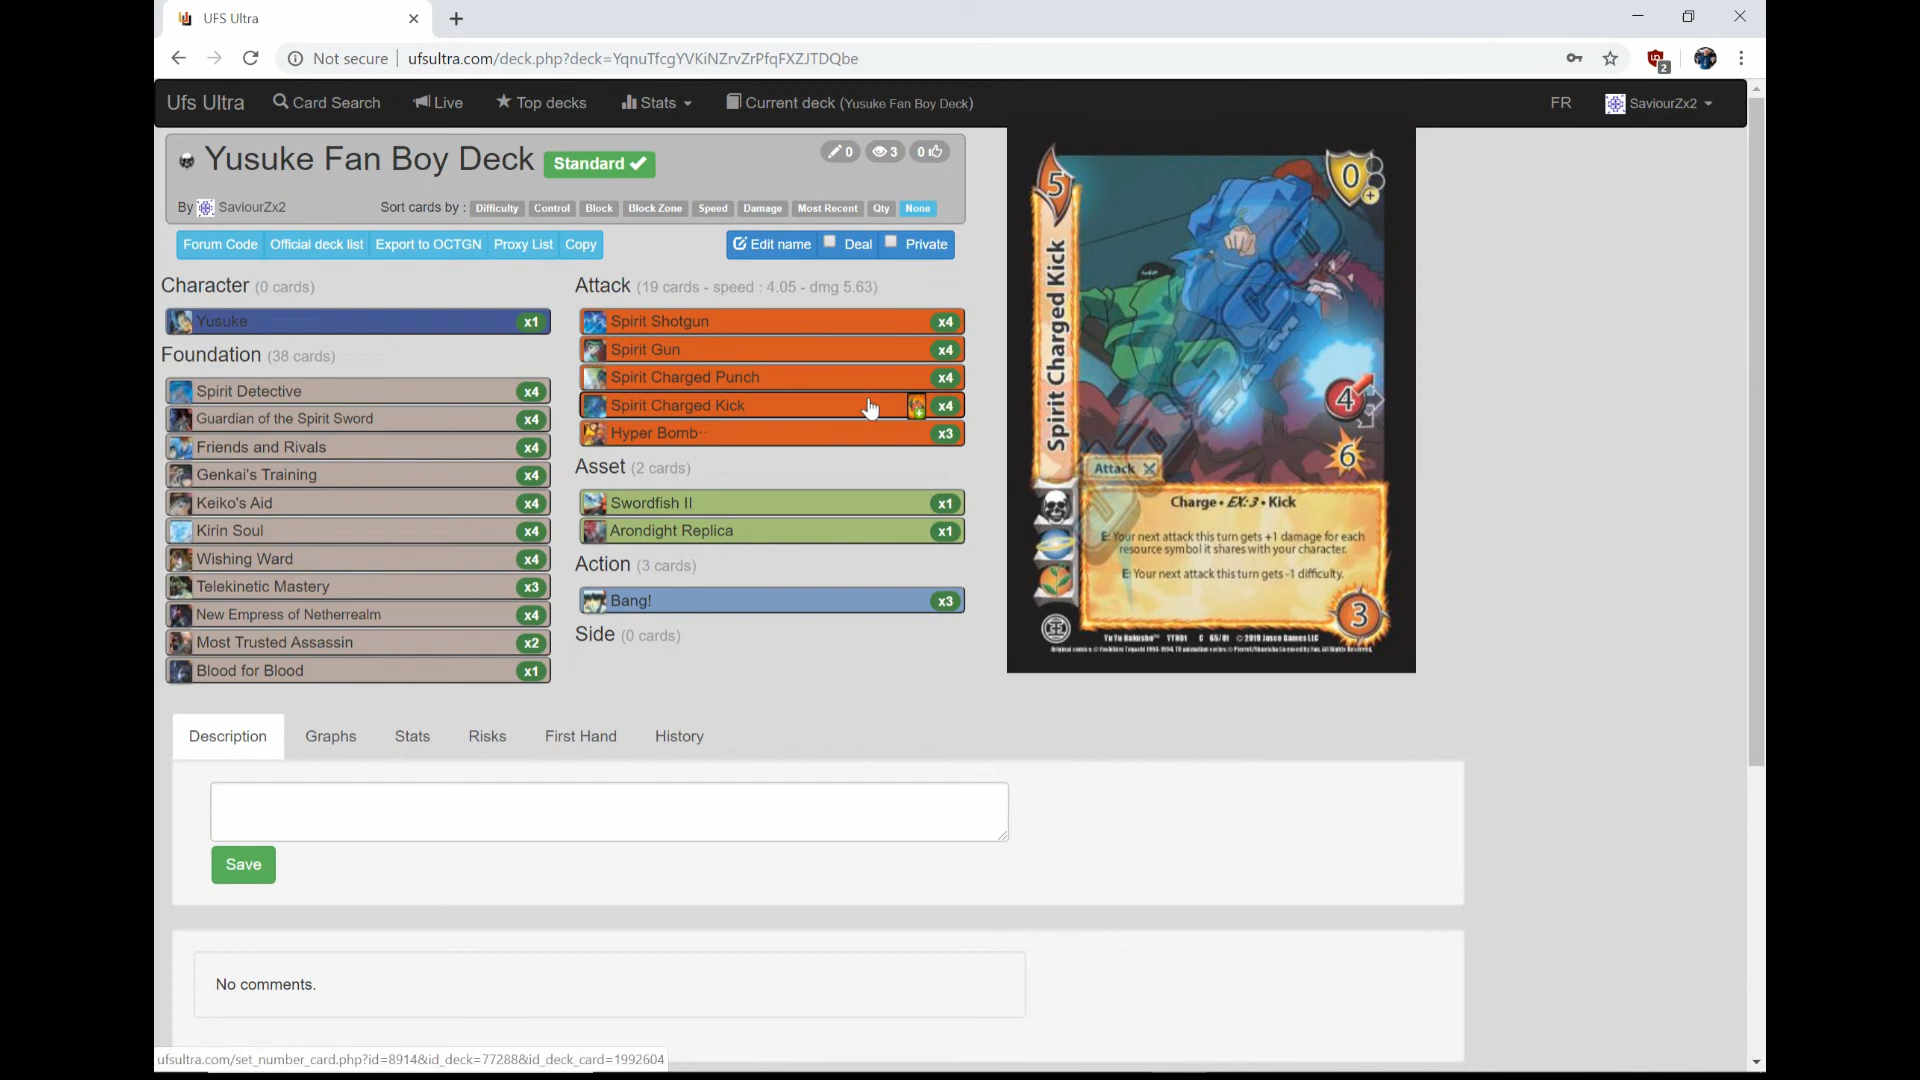 UFS Ultra
Not secure
ufsultra.com/deck.php?deck=YqnuTfcgYVKiNZrvZrPfqFXZJTDQbe
2
Ufs Ultra
Card Search
Live
Top decks
Stats
Current deck (Yusuke Fan Boy Deck)
FR
SaviourZx2
Yusuke Fan Boy Deck
Standard
0
3
0
By
SaviourZx2
Sort cards by :
Difficulty
Control
Block
Block Zone
Speed
Damage
Most Recent
Qty
None
Forum Code
Official deck list
Export to OCTGN
Proxy List
Copy
Edit name
Deal
Private
Character (0 cards)
Yusuke
x1
Foundation (38 cards)
Spirit Detective
x4
Guardian of the Spirit Sword
x4
Friends and Rivals
x4
Genkai's Training
x4
Keiko's Aid
x4
Kirin Soul
x4
Wishing Ward
x4
Telekinetic Mastery
x3
New Empress of Netherrealm
x4
Most Trusted Assassin
x2
Blood for Blood
x1
Attack (19 cards - speed : 4.05 - dmg 5.63)
Spirit Shotgun
x4
Spirit Gun
x4
Spirit Charged Punch
x4
Spirit Charged Kick
x4
Hyper Bomb··
x3
Asset (2 cards)
Swordfish II
x1
Arondight Replica
x1
Action (3 cards)
Bang!
x3
Side (0 cards)
5
0
Spirit Charged Kick
4
6
Attack
Charge • EX: 3 • Kick
E: Your next attack this turn gets +1 damage for each
resource symbol it shares with your character.
E: Your next attack this turn gets -1 difficulty.
3
Yu Yu Hakusho™ YYH01 C 65/81 ©2019 Jasco Games LLC
Description
Graphs
Stats
Risks
First Hand
History
Save
No comments.
ufsultra.com/set_number_card.php?id=8914&id_deck=77288&id_deck_card=1992604